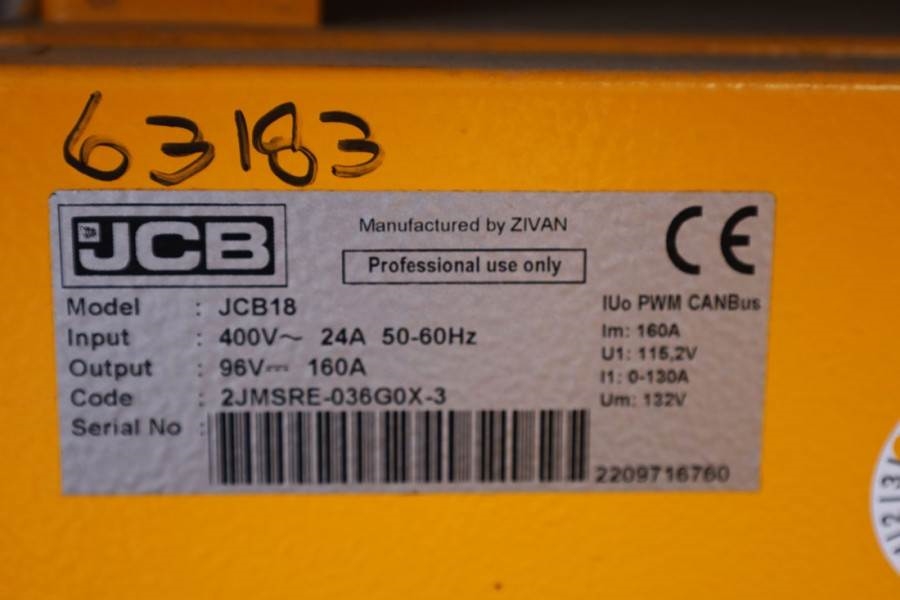 63183
JCB
Manufactured by ZIVAN
Professional use only
CE
Model : JCB18
Input : 400V~ 24A 50-60Hz
Output : 96V⎓ 160A
Code : 2JMSRE-036G0X-3
Serial No :
2209716760
IUo PWM CANBus
Im: 160A
U1: 115,2V
I1: 0-130A
Um: 132V